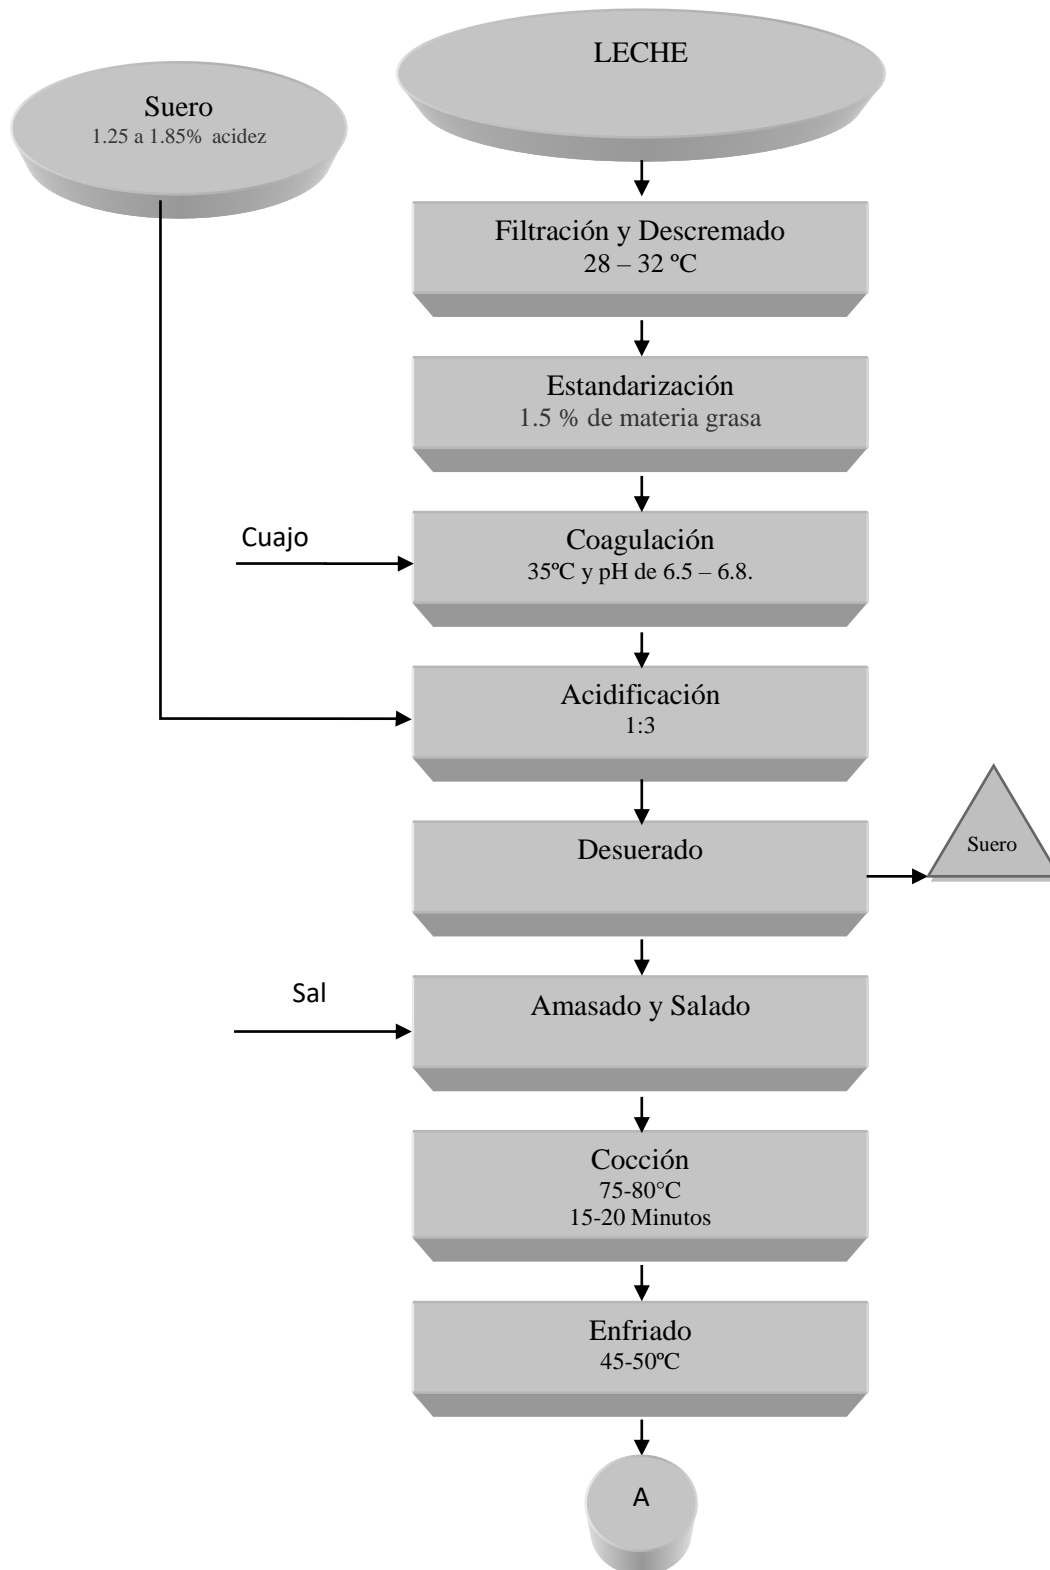 LECHE
Suero
1.25 a 1.85% acidez
Filtración y Descremado
28 – 32 ºC
Estandarización
1.5 % de materia grasa
Cuajo
Coagulación
35ºC y pH de 6.5 – 6.8.
Acidificación
1:3
Desuerado
Suero
Sal
Amasado y Salado
Cocción
75-80°C
15-20 Minutos
Enfriado
45-50ºC
A